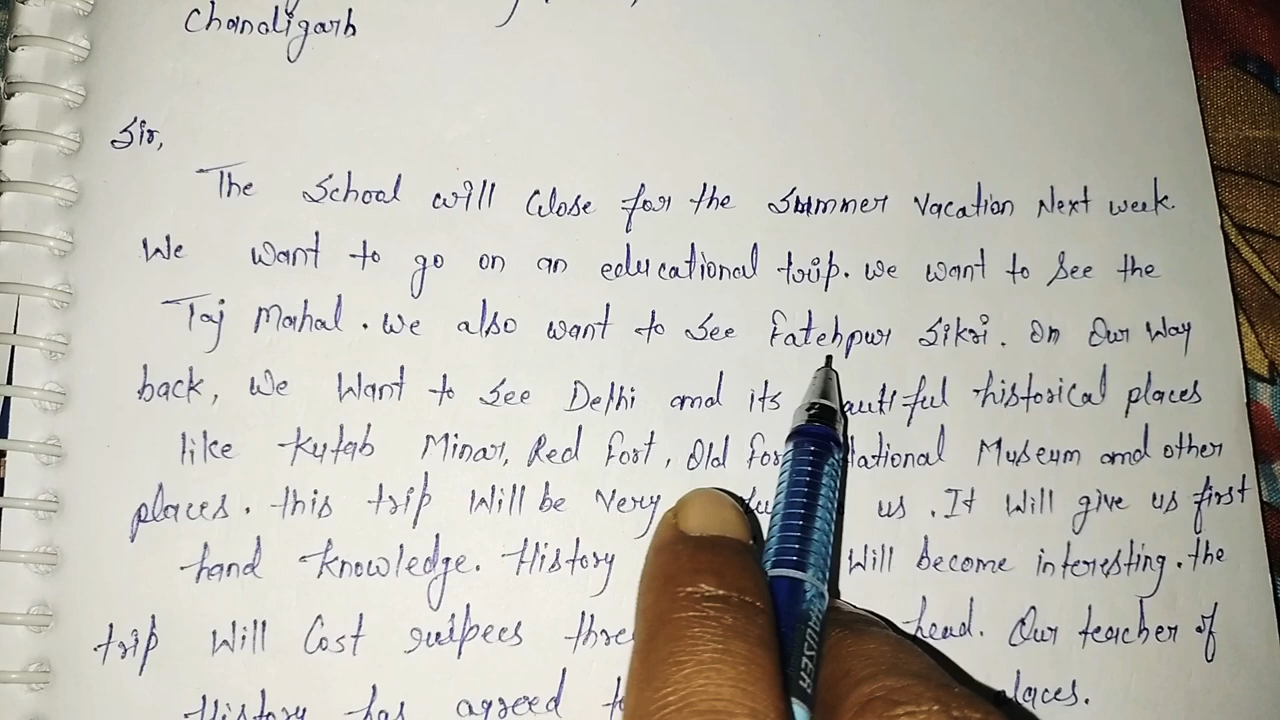 Chandigarh
Sir,
The School will Close for the Summer Vacation Next week.
We want to go on an educational trip. We want to See the
Taj Mahal. We also want to See Fatehpur Sikri. On Our Way
back, We Want to See Delhi and its historical places
like Kutab Minar, Red Fort, Old National Museum and other
places. this trip Will be Very us. It Will give us first
hand Knowledge. History Will become interesting. the
trip Will Cost ruipees head. Our teacher of
History has agreed
HAUSER